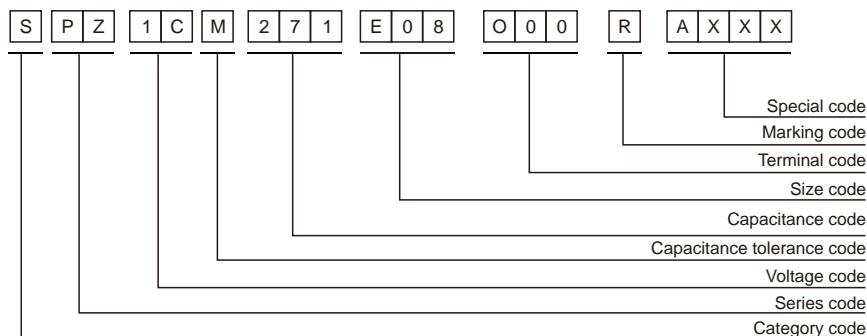 S P Z 1 C M 2 7 1 E 0 8 O 0 0 R A X X X
Special code
Marking code
Terminal code
Size code
Capacitance code
Capacitance tolerance code
Voltage code
Series code
Category code